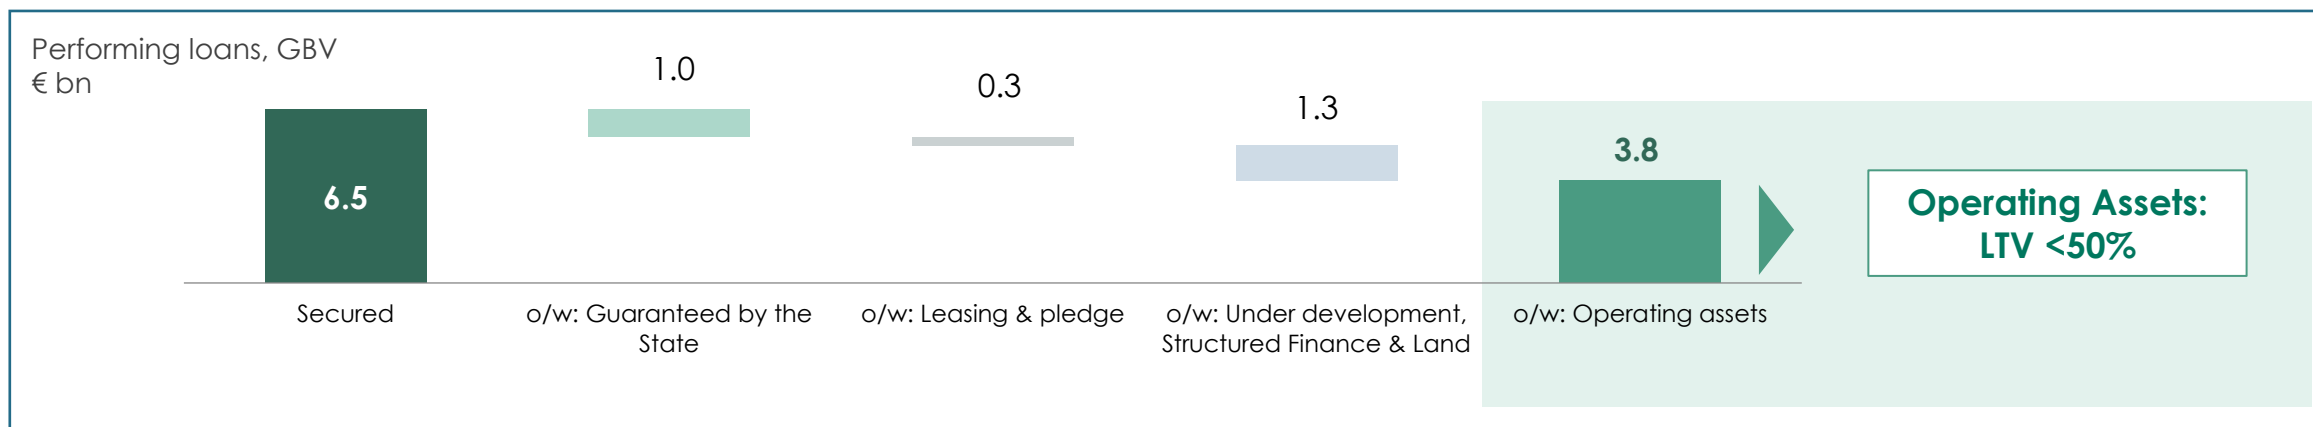 Performing loans, GBV
€ bn
1.0
0.3
1.3
3.8
6.5
Operating Assets:
LTV <50%
Secured
o/w: Guaranteed by the
State
o/w: Leasing & pledge
o/w: Under development,
Structured Finance & Land
o/w: Operating assets